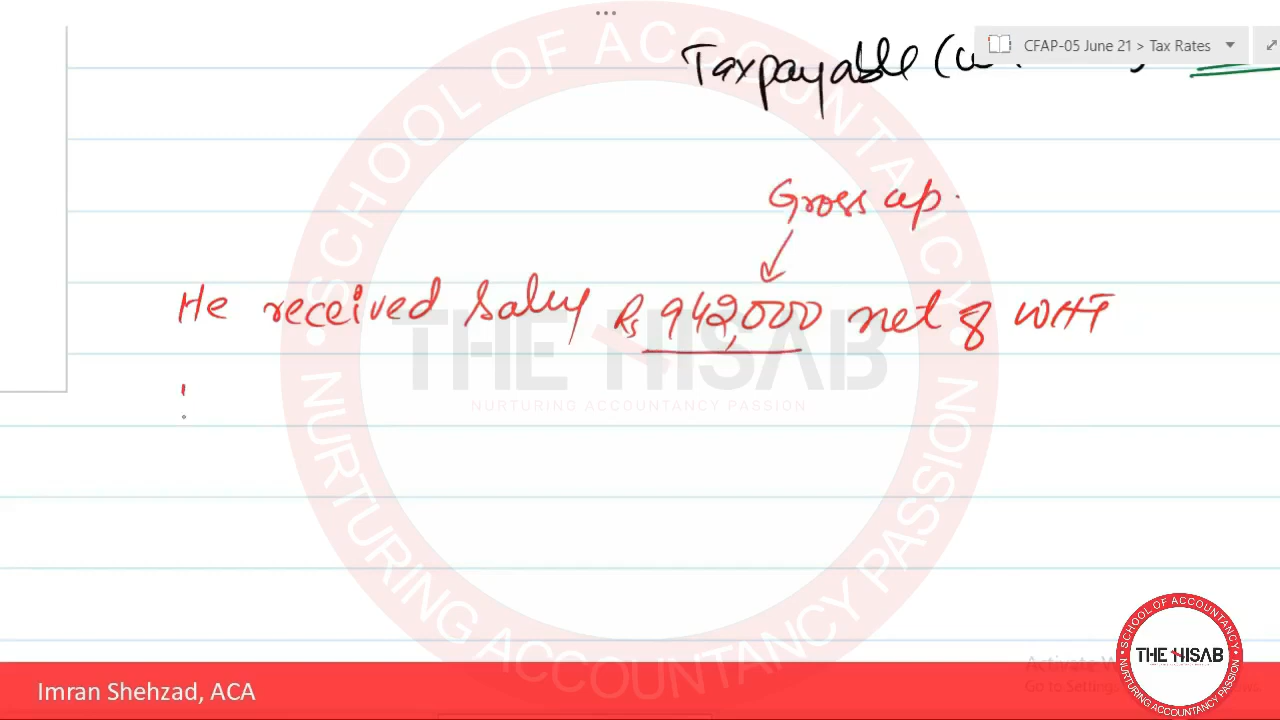 ...
CFAP-05 June 21 > Tax Rates
Taxpayable (
Gross up.
He received Salary Rs 942,000 net of WHT
SCHOOL OF ACCOUNTANCY
THE HISAB
NURTURING ACCOUNTANCY PASSION
NURTURING ACCOUNTANCY PASSION
Imran Shehzad, ACA
SCHOOL OF ACCOUNTANCY
THE HISAB
NURTURING ACCOUNTANCY PASSION